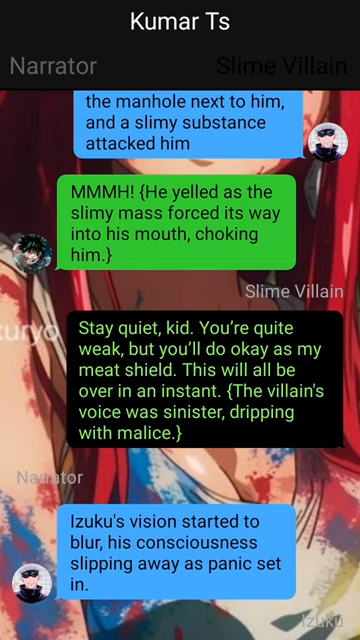 Kumar Ts
Narrator
Slime Villain
the manhole next to him,
and a slimy substance
attacked him
MMMH! {He yelled as the
slimy mass forced its way
into his mouth, choking
him.}
Slime Villain
kuryo
Stay quiet, kid. You’re quite
weak, but you’ll do okay as my
meat shield. This will all be
over in an instant. {The villain's
voice was sinister, dripping
with malice.}
Narrator
Izuku's vision started to
blur, his consciousness
slipping away as panic set
in.
Izuku